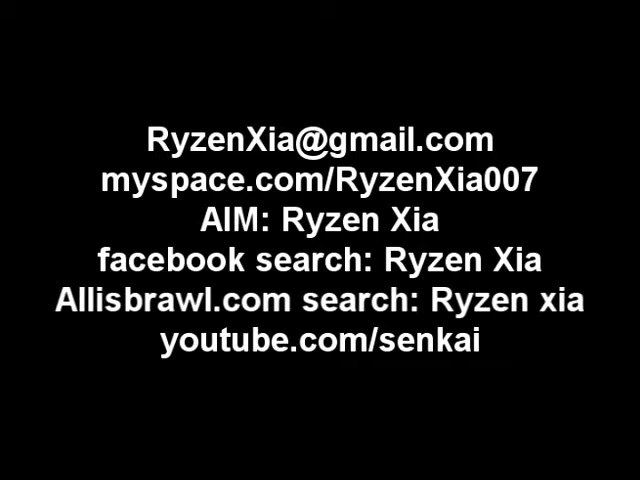 RyzenXia@gmail.com
myspace.com/RyzenXia007
AIM: Ryzen Xia
facebook search: Ryzen Xia
Allisbrawl.com search: Ryzen xia
youtube.com/senkai